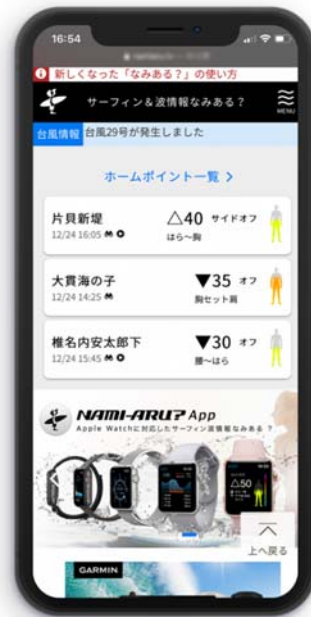 16:54
新しくなった「なみある？」の使い方
サーフィン＆波情報なみある？
MENU
台風情報 台風29号が発生しました
ホームポイント一覧 >
片貝新堤 △40 サイドオフ
12/24 16:05 はら〜胸
大貫海の子 ▼35 オフ
12/24 14:25 胸セット肩
椎名内安太郎下 ▼30 オフ
12/24 15:45 腰〜はら
NAMI-ARU? App
Apple Watchに対応したサーフィン波情報なみある？
△50
上へ戻る
GARMIN